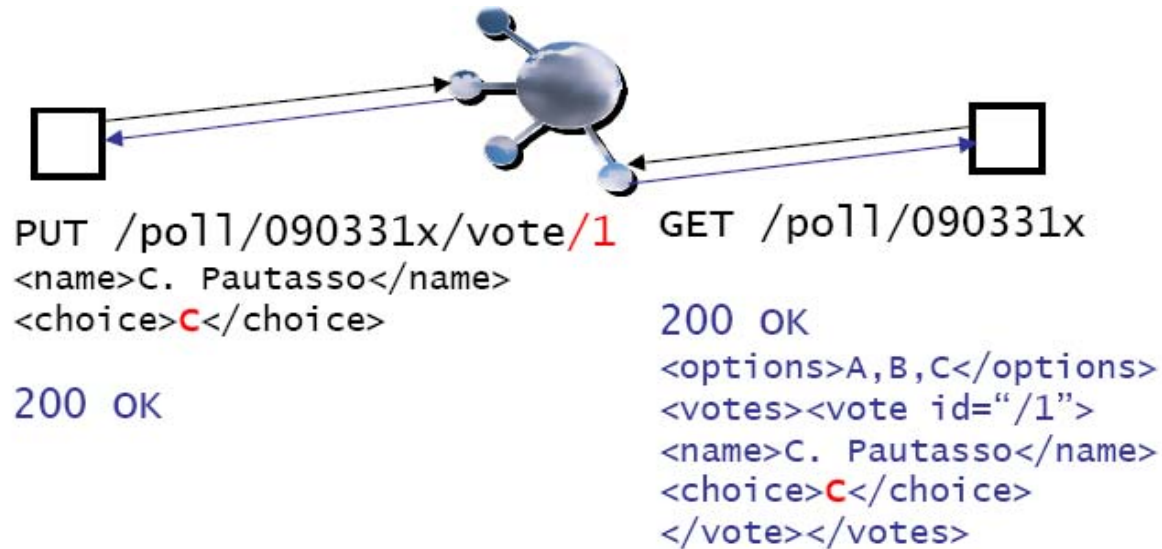 PUT /poll/090331x/vote/1
<name>C. Pautasso</name>
<choice>C</choice>
200 OK
GET /poll/090331x
200 OK
<options>A,B,C</options>
<votes><vote id=“/1”>
<name>C. Pautasso</name>
<choice>C</choice>
</vote></votes>